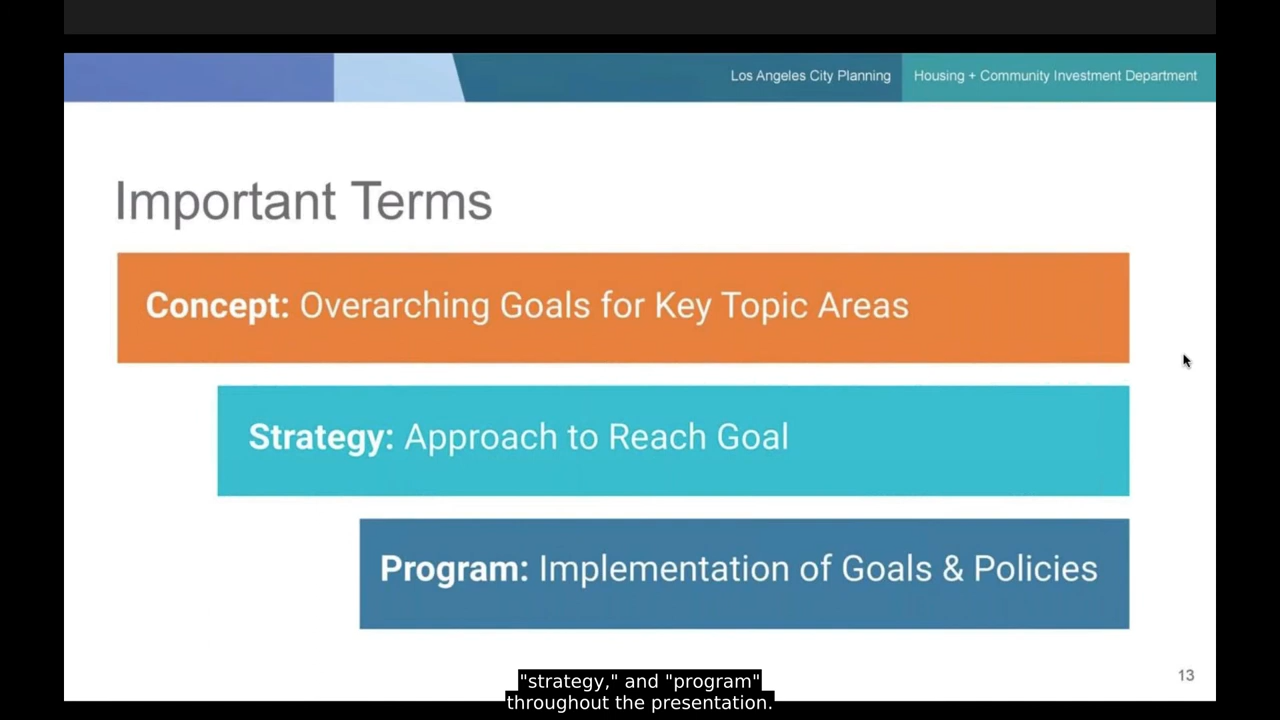 Los Angeles City Planning
Housing + Community Investment Department
Important Terms
Concept: Overarching Goals for Key Topic Areas
Strategy: Approach to Reach Goal
Program: Implementation of Goals & Policies
13
"strategy," and "program"
throughout the presentation.